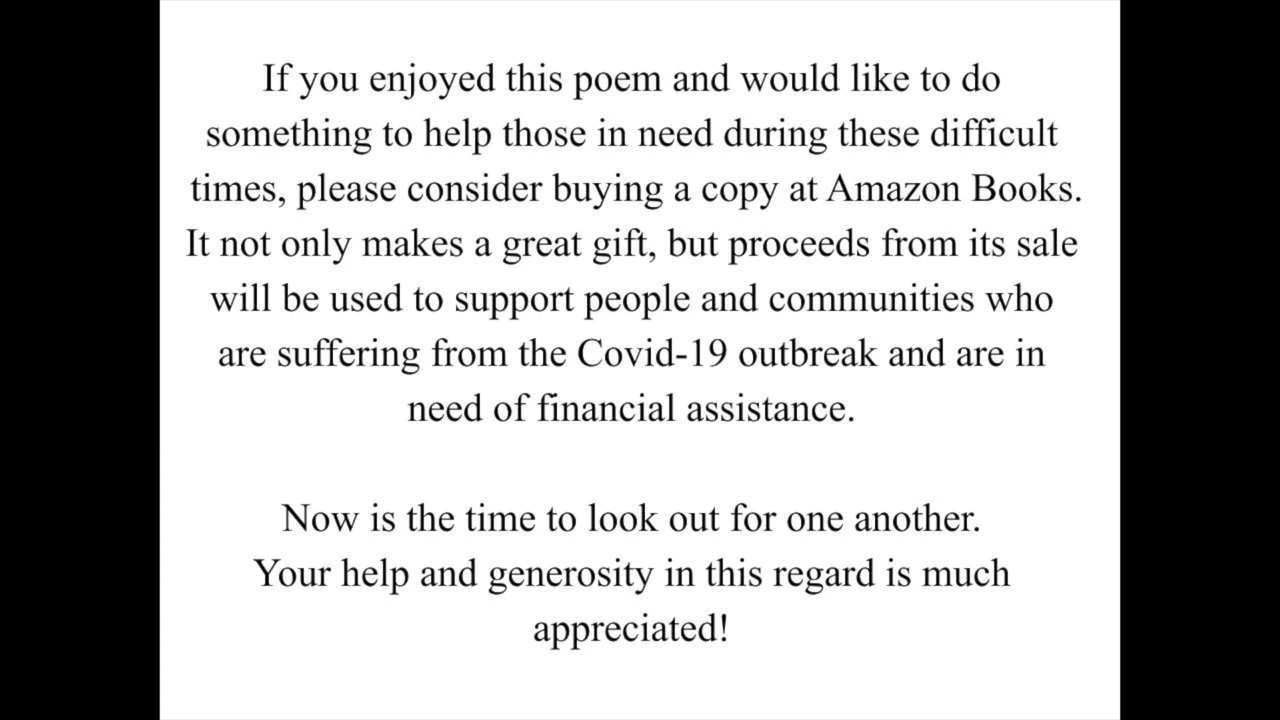 If you enjoyed this poem and would like to do
something to help those in need during these difficult
times, please consider buying a copy at Amazon Books.
It not only makes a great gift, but proceeds from its sale
will be used to support people and communities who
are suffering from the Covid-19 outbreak and are in
need of financial assistance.
Now is the time to look out for one another.
Your help and generosity in this regard is much
appreciated!